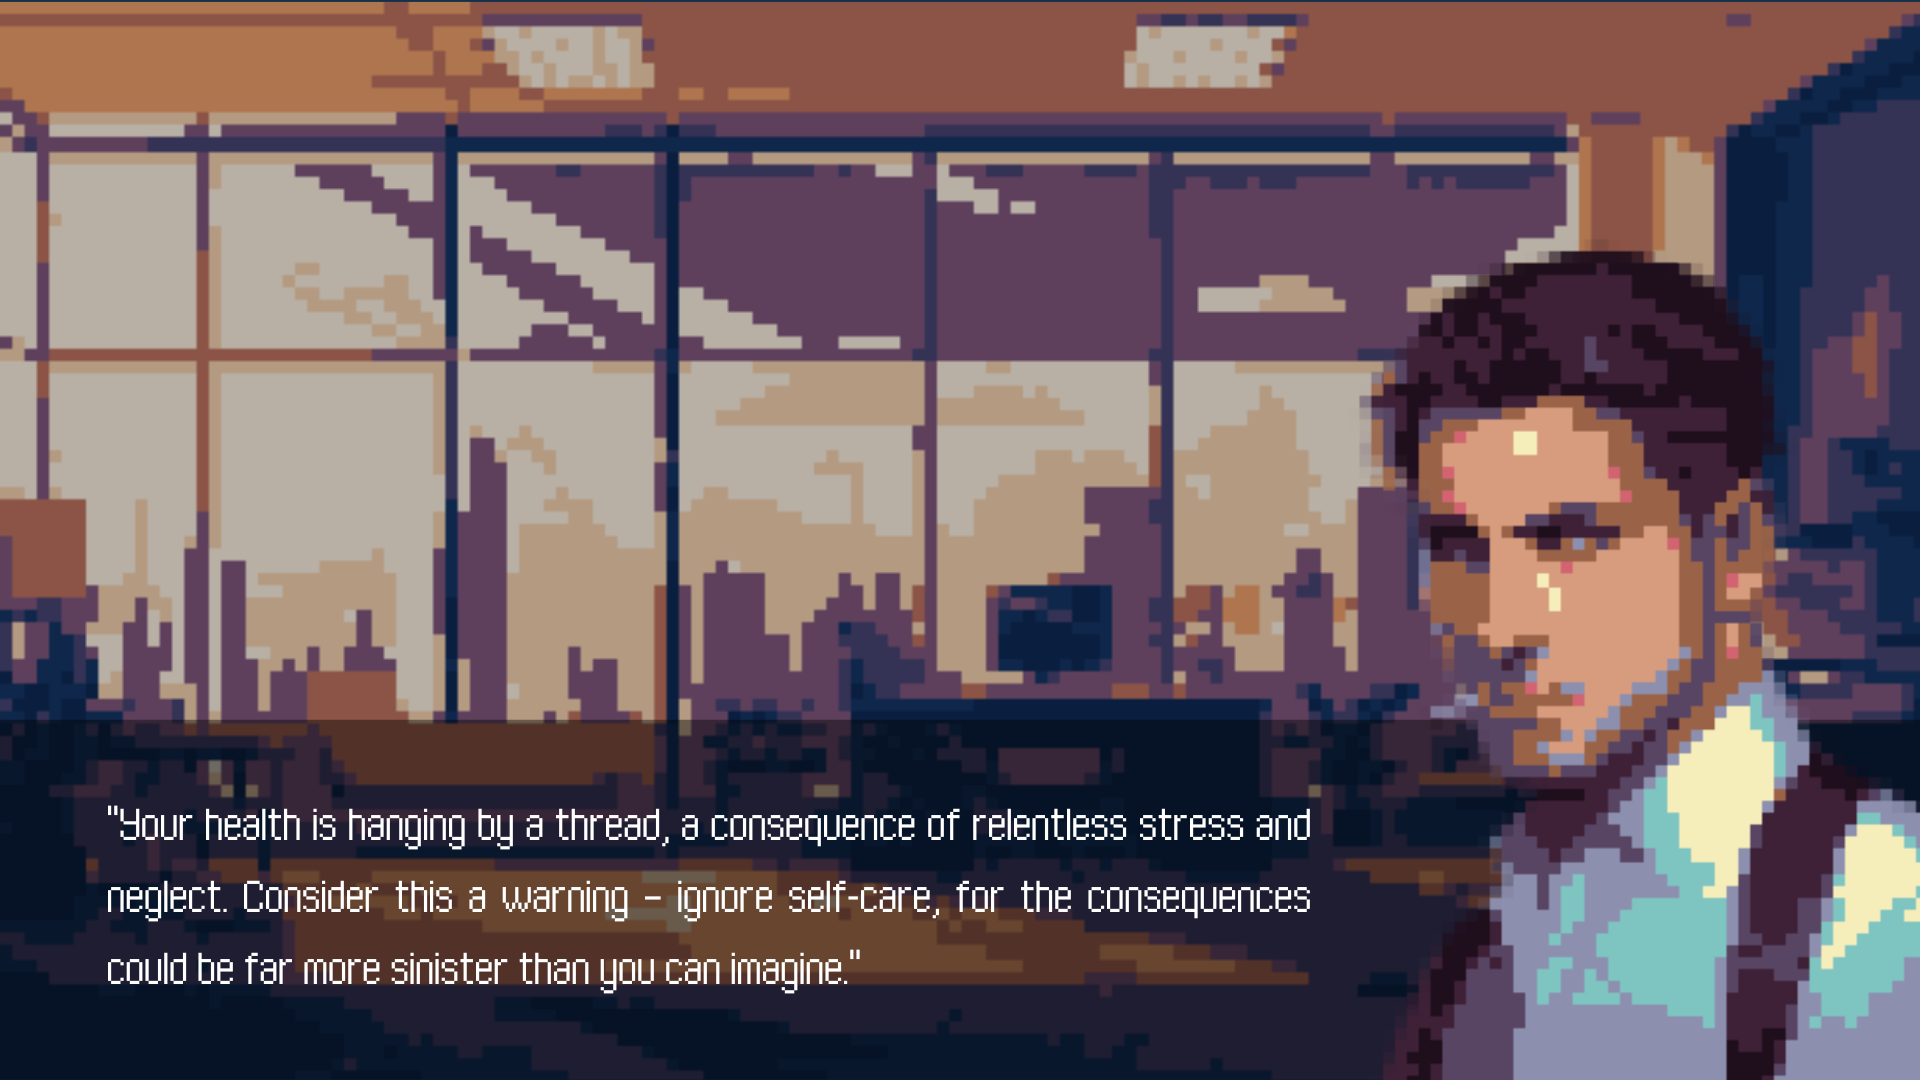 "Your health is hanging by a thread, a consequence of relentless stress and
neglect. Consider this a warning – ignore self-care, for the consequences
could be far more sinister than you can imagine."